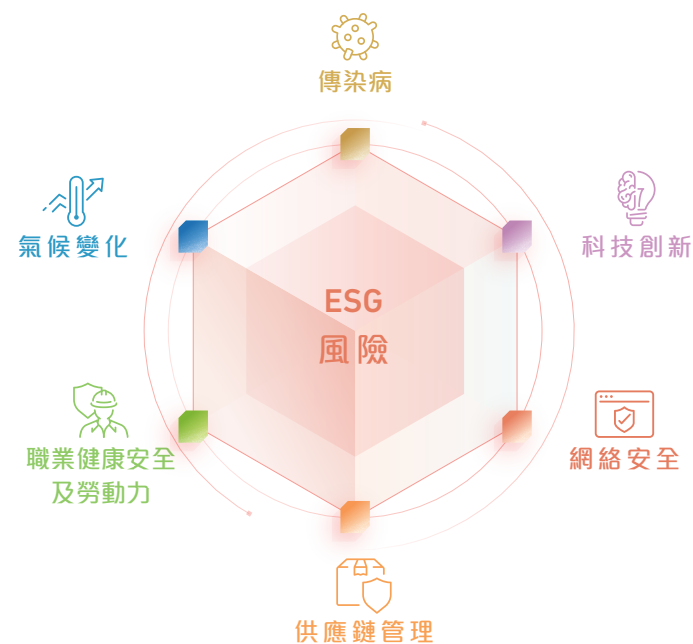 傳染病
氣候變化
科技創新
ESG
風險
職業健康安全
及勞動力
網絡安全
供應鏈管理